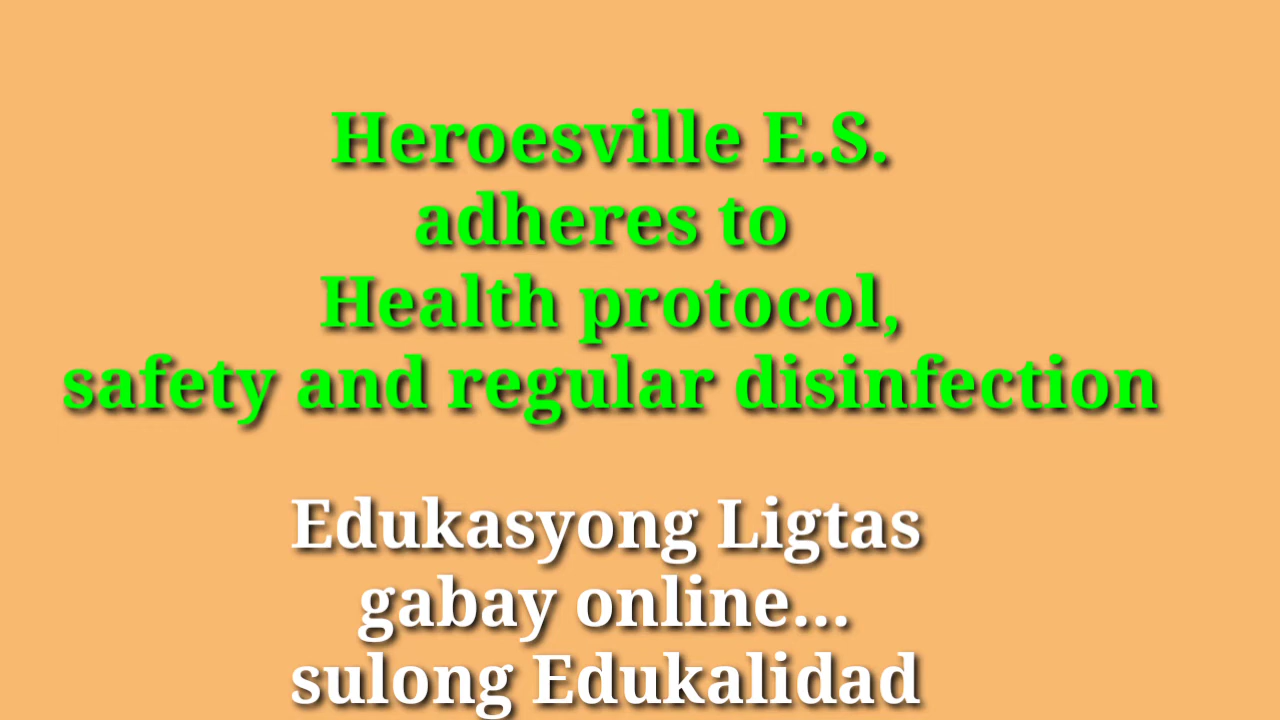 Heroesville E.S.
adheres to
Health protocol,
safety and regular disinfection
Edukasyong Ligtas
gabay online...
sulong Edukalidad